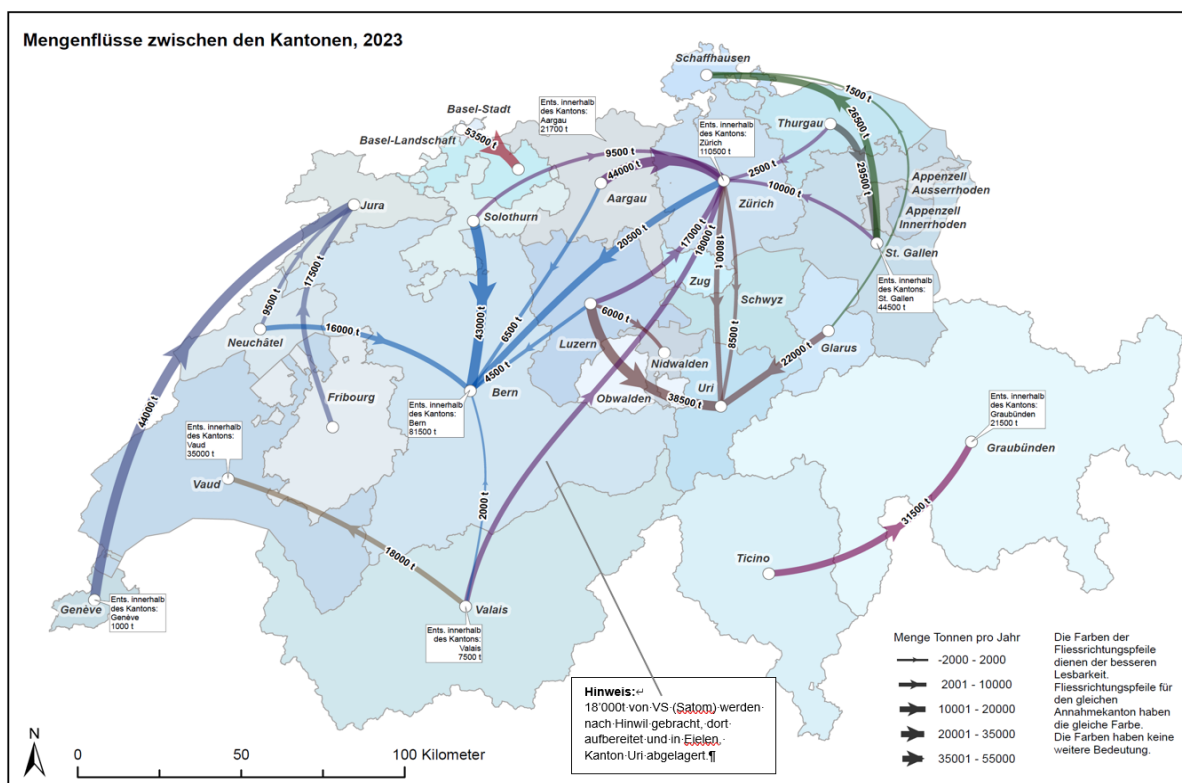 Mengenflüsse zwischen den Kantonen, 2023
Schaffhausen
1500 t
Basel-Stadt
Ents. innerhalb
des Kantons:
Aargau
21700 t
26500 t
53500 t
Basel-Landschaft
Ents. innerhalb
des Kantons:
Zürich
110500 t
Thurgau
9500 t
44000 t
2500 t
29500 t
Appenzell
Ausserrhoden
10000 t
Aargau
Zürich
Jura
Solothurn
Appenzell
Innerrhoden
20500 t
17000 t
18000 t
18000 t
St. Gallen
17500 t
Zug
Ents. innerhalb
des Kantons:
St. Gallen
44500 t
9500 t
16000 t
43000 t
6500 t
6000 t
Schyz
8500 t
Neuchâtel
Luzern
Nidwalden
22000 t
Glarus
4500 t
Bern
Obwalden
Uri
38500 t
Fribourg
44000 t
Ents. innerhalb
des Kantons:
Bern
81500 t
Ents. innerhalb
des Kantons:
Graubünden
21500 t
Ents. innerhalb
des Kantons:
Vaud
35000 t
Graubünden
Vaud
2000 t
31500 t
18000 t
Ticino
Genève
Ents. innerhalb
des Kantons:
Genève
1000 t
Valais
Ents. innerhalb
des Kantons:
Valais
7500 t
Menge Tonnen pro Jahr
-2000 - 2000
2001 - 10000
10001 - 20000
20001 - 35000
35001 - 55000
Die Farben der
Fliessrichtungspfeile
dienen der besseren
Lesbarkeit.
Fliessrichtungspfeile für
den gleichen
Annahmekanton haben
die gleiche Farbe.
Die Farben haben keine
weitere Bedeutung.
Hinweis:↵
18'000t·von·VS·(Satom)·werden·
nach·Hinwil·gebracht,·dort·
aufbereitet·und·in·Eielen,·
Kanton·Uri·abgelagert.¶
N
0 50 100 Kilometer